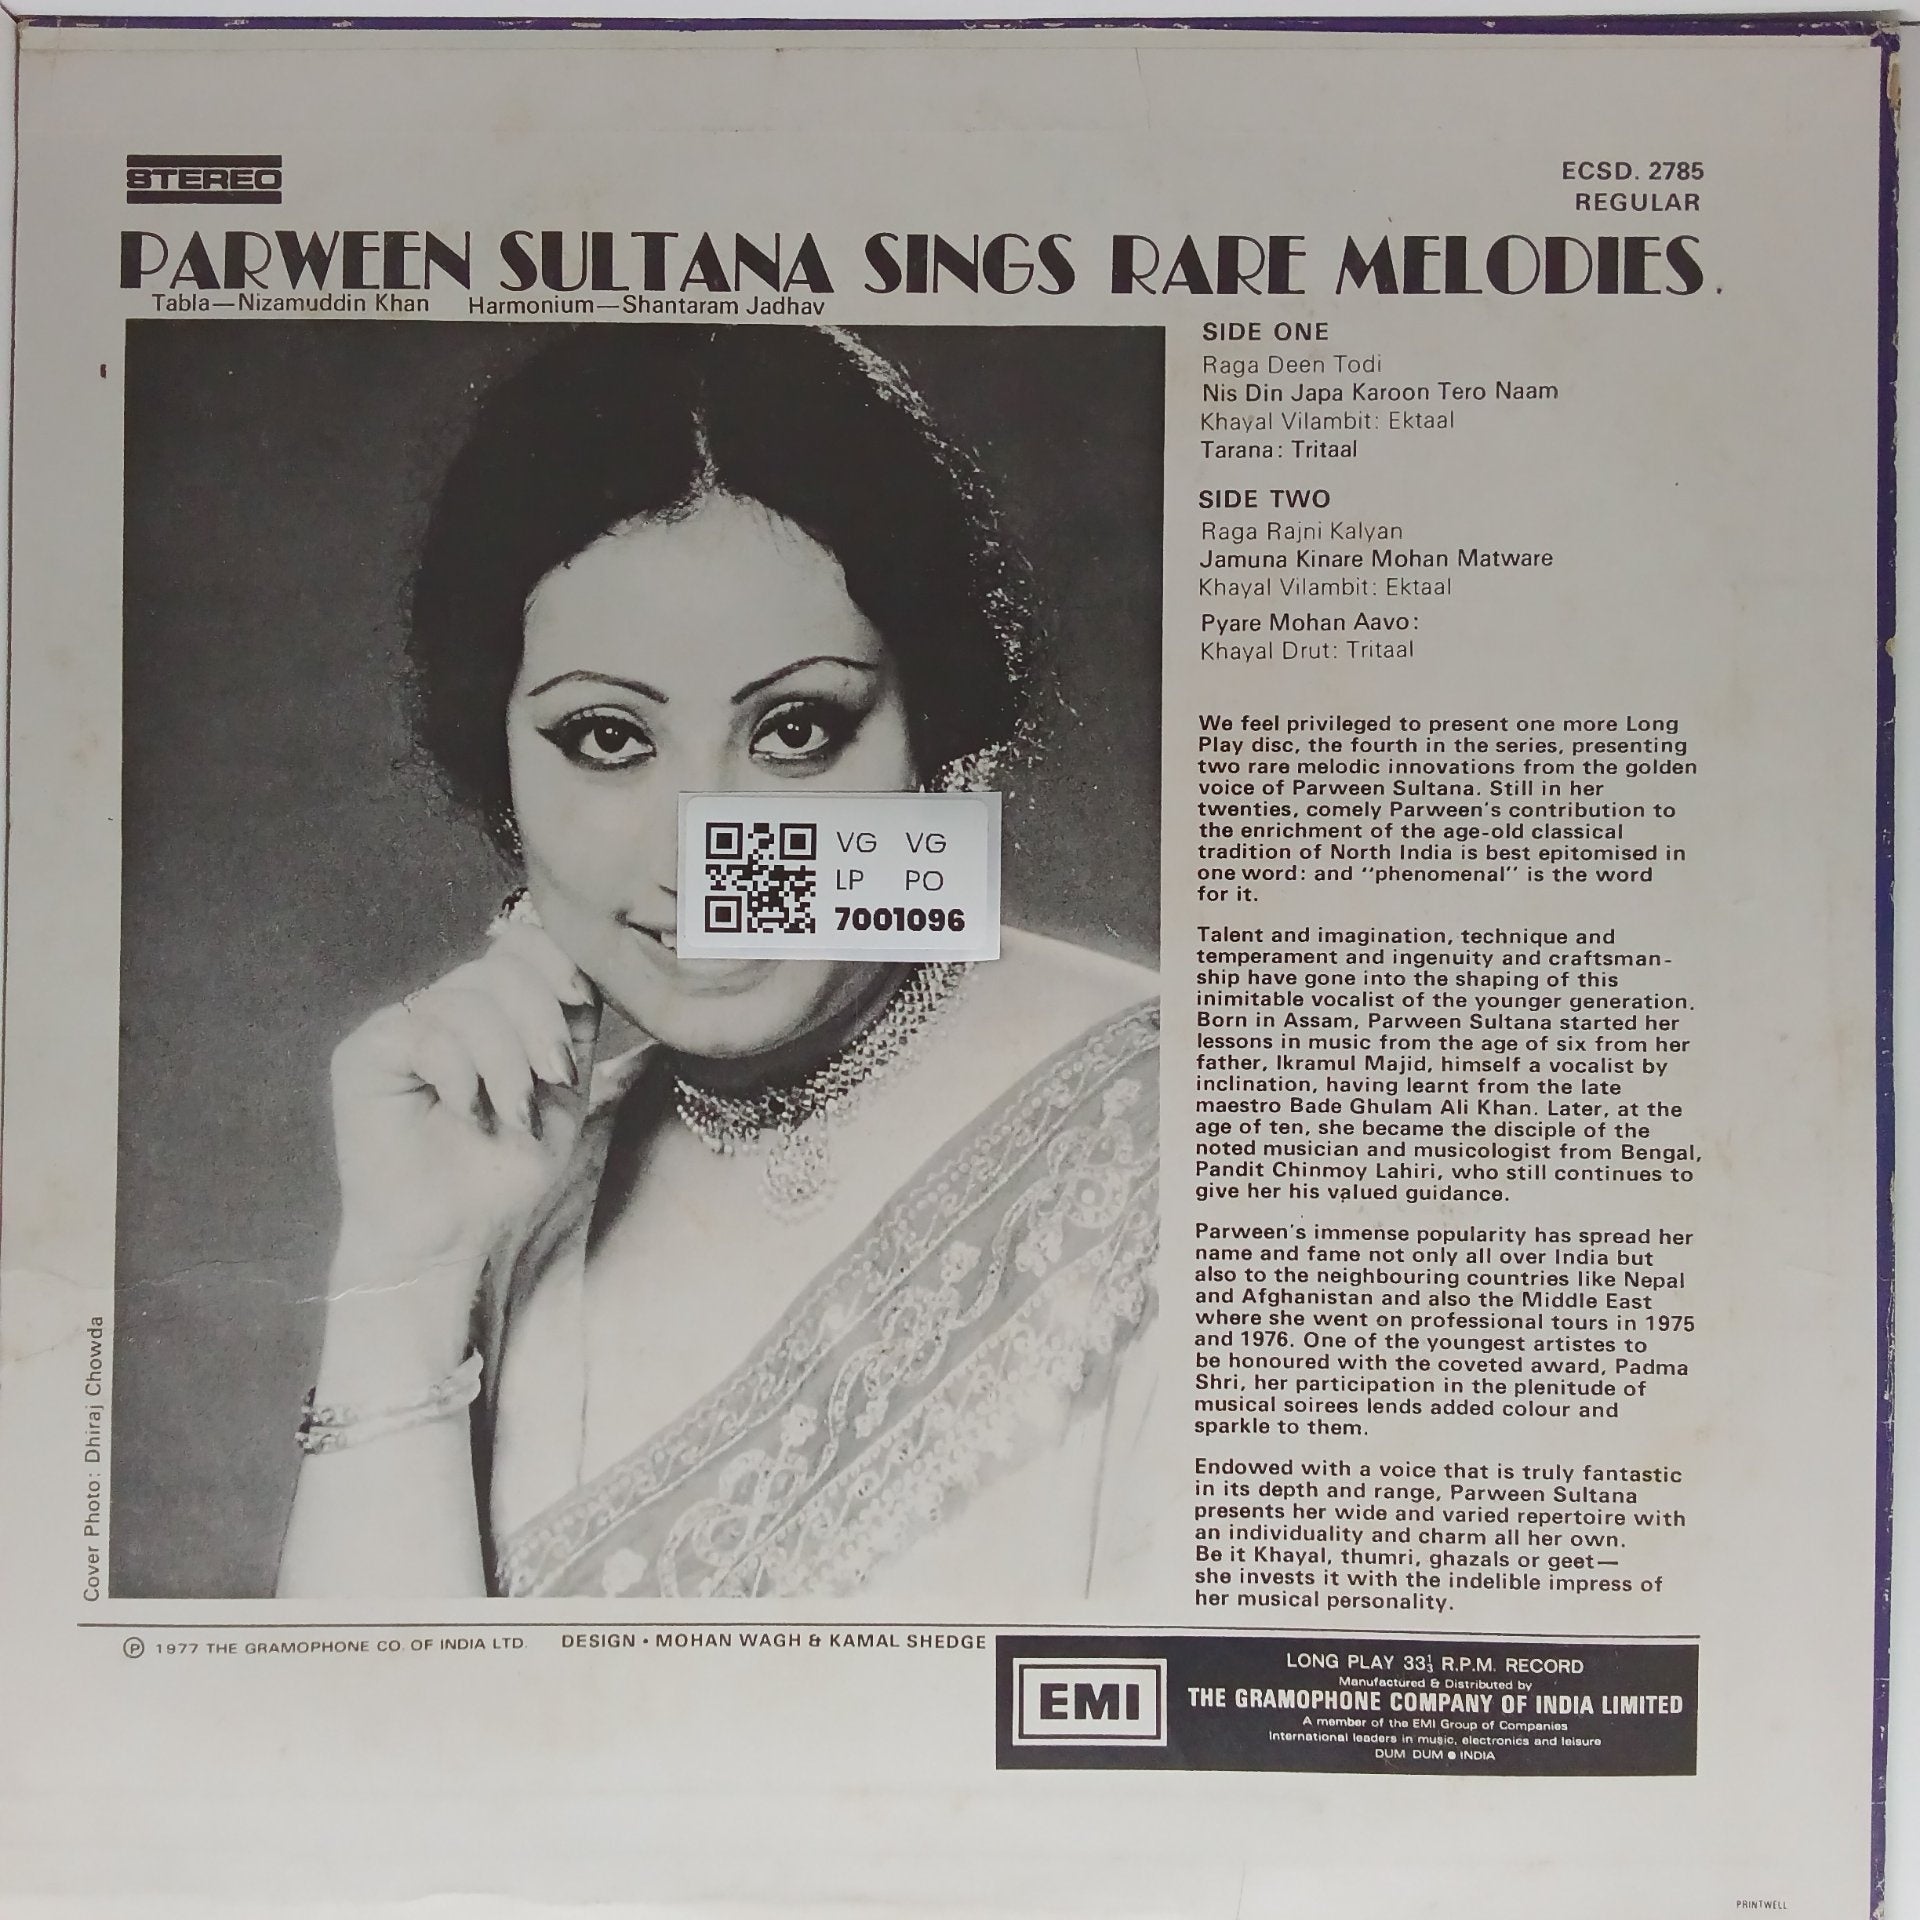 STEREO
ECSD. 2785
REGULAR
PARWEEN SULTANA SINGS RARE MELODIES.
Tabla—Nizamuddin Khan Harmonium—Shantaram Jadhav
SIDE ONE
Raga Deen Todi
Nis Din Japa Karoon Tero Naam
Khayal Vilambit: Ektaal
Tarana: Tritaal
SIDE TWO
Raga Rajni Kalyan
Jamuna Kinare Mohan Matware
Khayal Vilambit: Ektaal
Pyare Mohan Aavo:
Khayal Drut: Tritaal
We feel privileged to present one more Long
Play disc, the fourth in the series, presenting
two rare melodic innovations from the golden
voice of Parween Sultana. Still in her
twenties, comely Parween's contribution to
the enrichment of the age-old classical
tradition of North India is best epitomised in
one word: and "phenomenal" is the word
for it.
Talent and imagination, technique and
temperament and ingenuity and craftsman-
ship have gone into the shaping of this
inimitable vocalist of the younger generation.
Born in Assam, Parween Sultana started her
lessons in music from the age of six from her
father, Ikramul Majid, himself a vocalist by
inclination, having learnt from the late
maestro Bade Ghulam Ali Khan. Later, at the
age of ten, she became the disciple of the
noted musician and musicologist from Bengal,
Pandit Chinmoy Lahiri, who still continues to
give her his valued guidance.
Parween's immense popularity has spread her
name and fame not only all over India but
also to the neighbouring countries like Nepal
and Afghanistan and also the Middle East
where she went on professional tours in 1975
and 1976. One of the youngest artistes to
be honoured with the coveted award, Padma
Shri, her participation in the plenitude of
musical soirees lends added colour and
sparkle to them.
Endowed with a voice that is truly fantastic
in its depth and range, Parween Sultana
presents her wide and varied repertoire with
an individuality and charm all her own.
Be it Khayal, thumri, ghazals or geet—
she invests it with the indelible impress of
her musical personality.
VG VG
LP PO
7001096
Cover Photo: Dhiraj Chowda
Ⓟ 1977 THE GRAMOPHONE CO. OF INDIA LTD. DESIGN • MOHAN WAGH & KAMAL SHEDGE
EMI
LONG PLAY 33⅓ R.P.M. RECORD
Manufactured & Distributed by
THE GRAMOPHONE COMPANY OF INDIA LIMITED
A member of the EMI Group of Companies
International leaders in music, electronics and leisure
DUM DUM ● INDIA
PRINTWELL